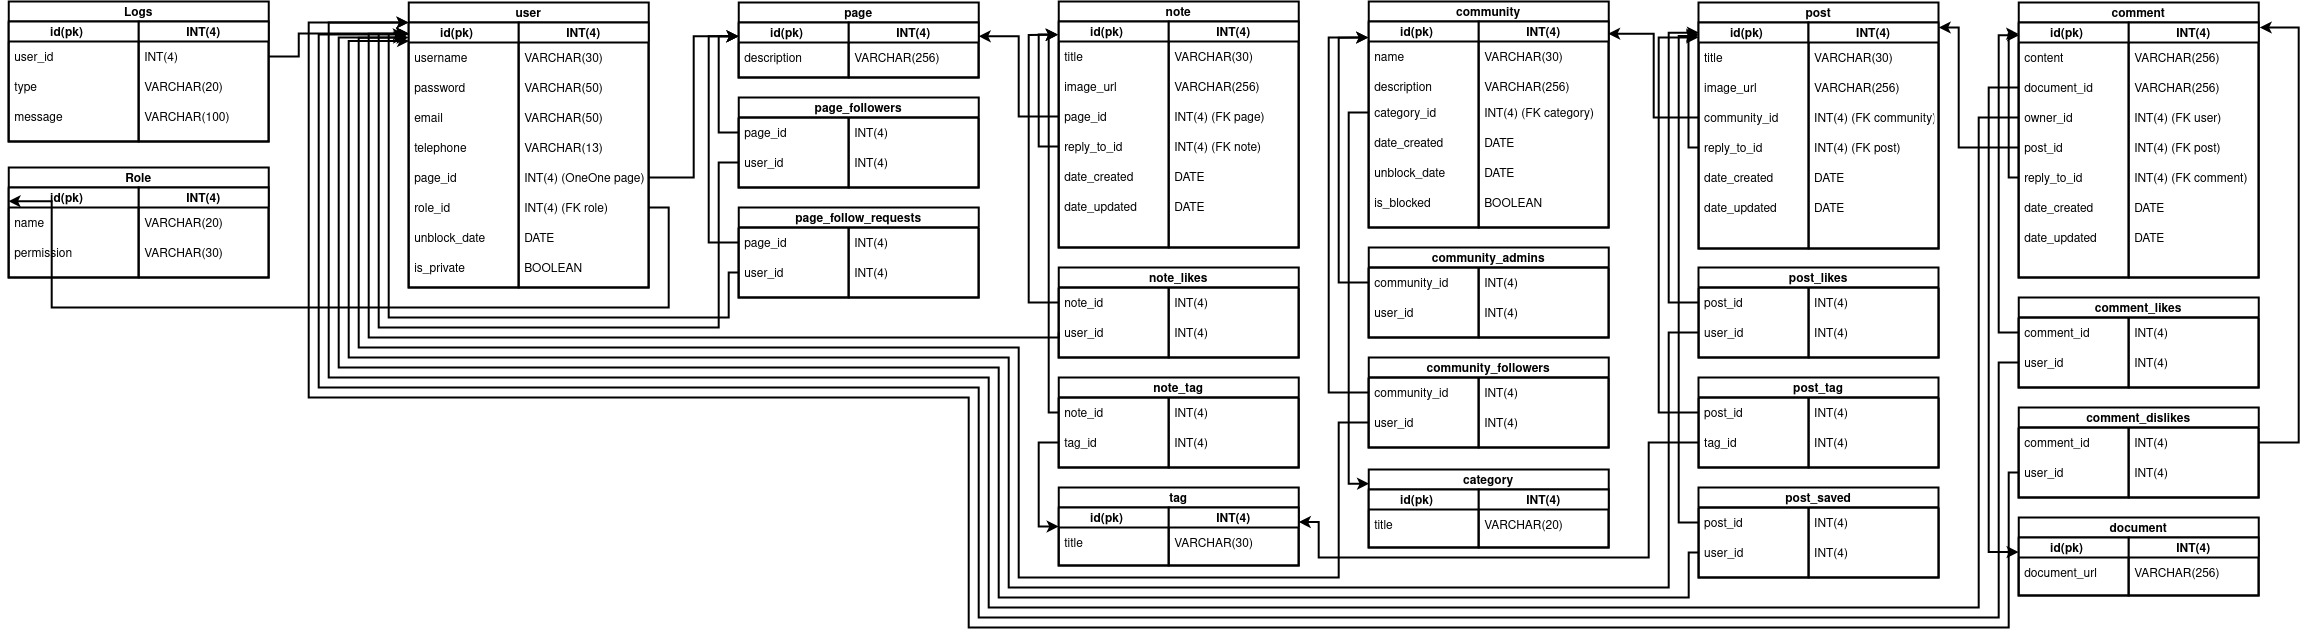 Logs
id(pk) INT(4)
user_id INT(4)
type VARCHAR(20)
message VARCHAR(100)
Role
id(pk) INT(4)
name VARCHAR(20)
permission VARCHAR(30)
user
id(pk) INT(4)
username VARCHAR(30)
password VARCHAR(50)
email VARCHAR(50)
telephone VARCHAR(13)
page_id INT(4) (OneOne page)
role_id INT(4) (FK role)
unblock_date DATE
is_private BOOLEAN
page
id(pk) INT(4)
description VARCHAR(256)
page_followers
page_id INT(4)
user_id INT(4)
page_follow_requests
page_id INT(4)
user_id INT(4)
note
id(pk) INT(4)
title VARCHAR(30)
image_url VARCHAR(256)
page_id INT(4) (FK page)
reply_to_id INT(4) (FK note)
date_created DATE
date_updated DATE
note_likes
note_id INT(4)
user_id INT(4)
note_tag
note_id INT(4)
tag_id INT(4)
tag
id(pk) INT(4)
title VARCHAR(30)
community
id(pk) INT(4)
name VARCHAR(30)
description VARCHAR(256)
category_id INT(4) (FK category)
date_created DATE
unblock_date DATE
is_blocked BOOLEAN
community_admins
community_id INT(4)
user_id INT(4)
community_followers
community_id INT(4)
user_id INT(4)
category
id(pk) INT(4)
title VARCHAR(20)
post
id(pk) INT(4)
title VARCHAR(30)
image_url VARCHAR(256)
community_id INT(4) (FK community)
reply_to_id INT(4) (FK post)
date_created DATE
date_updated DATE
post_likes
post_id INT(4)
user_id INT(4)
post_tag
post_id INT(4)
tag_id INT(4)
post_saved
post_id INT(4)
user_id INT(4)
comment
id(pk) INT(4)
content VARCHAR(256)
document_id VARCHAR(256)
owner_id INT(4) (FK user)
post_id INT(4) (FK post)
reply_to_id INT(4) (FK comment)
date_created DATE
date_updated DATE
comment_likes
comment_id INT(4)
user_id INT(4)
comment_dislikes
comment_id INT(4)
user_id INT(4)
document
id(pk) INT(4)
document_url VARCHAR(256)